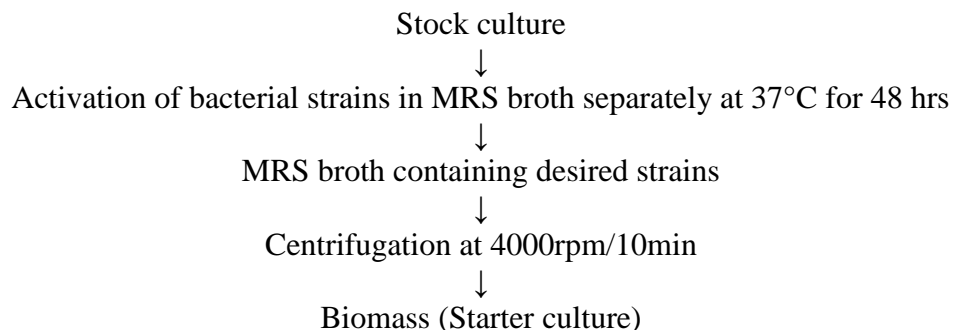 Stock culture
↓
Activation of bacterial strains in MRS broth separately at 37°C for 48 hrs
↓
MRS broth containing desired strains
↓
Centrifugation at 4000rpm/10min
↓
Biomass (Starter culture)